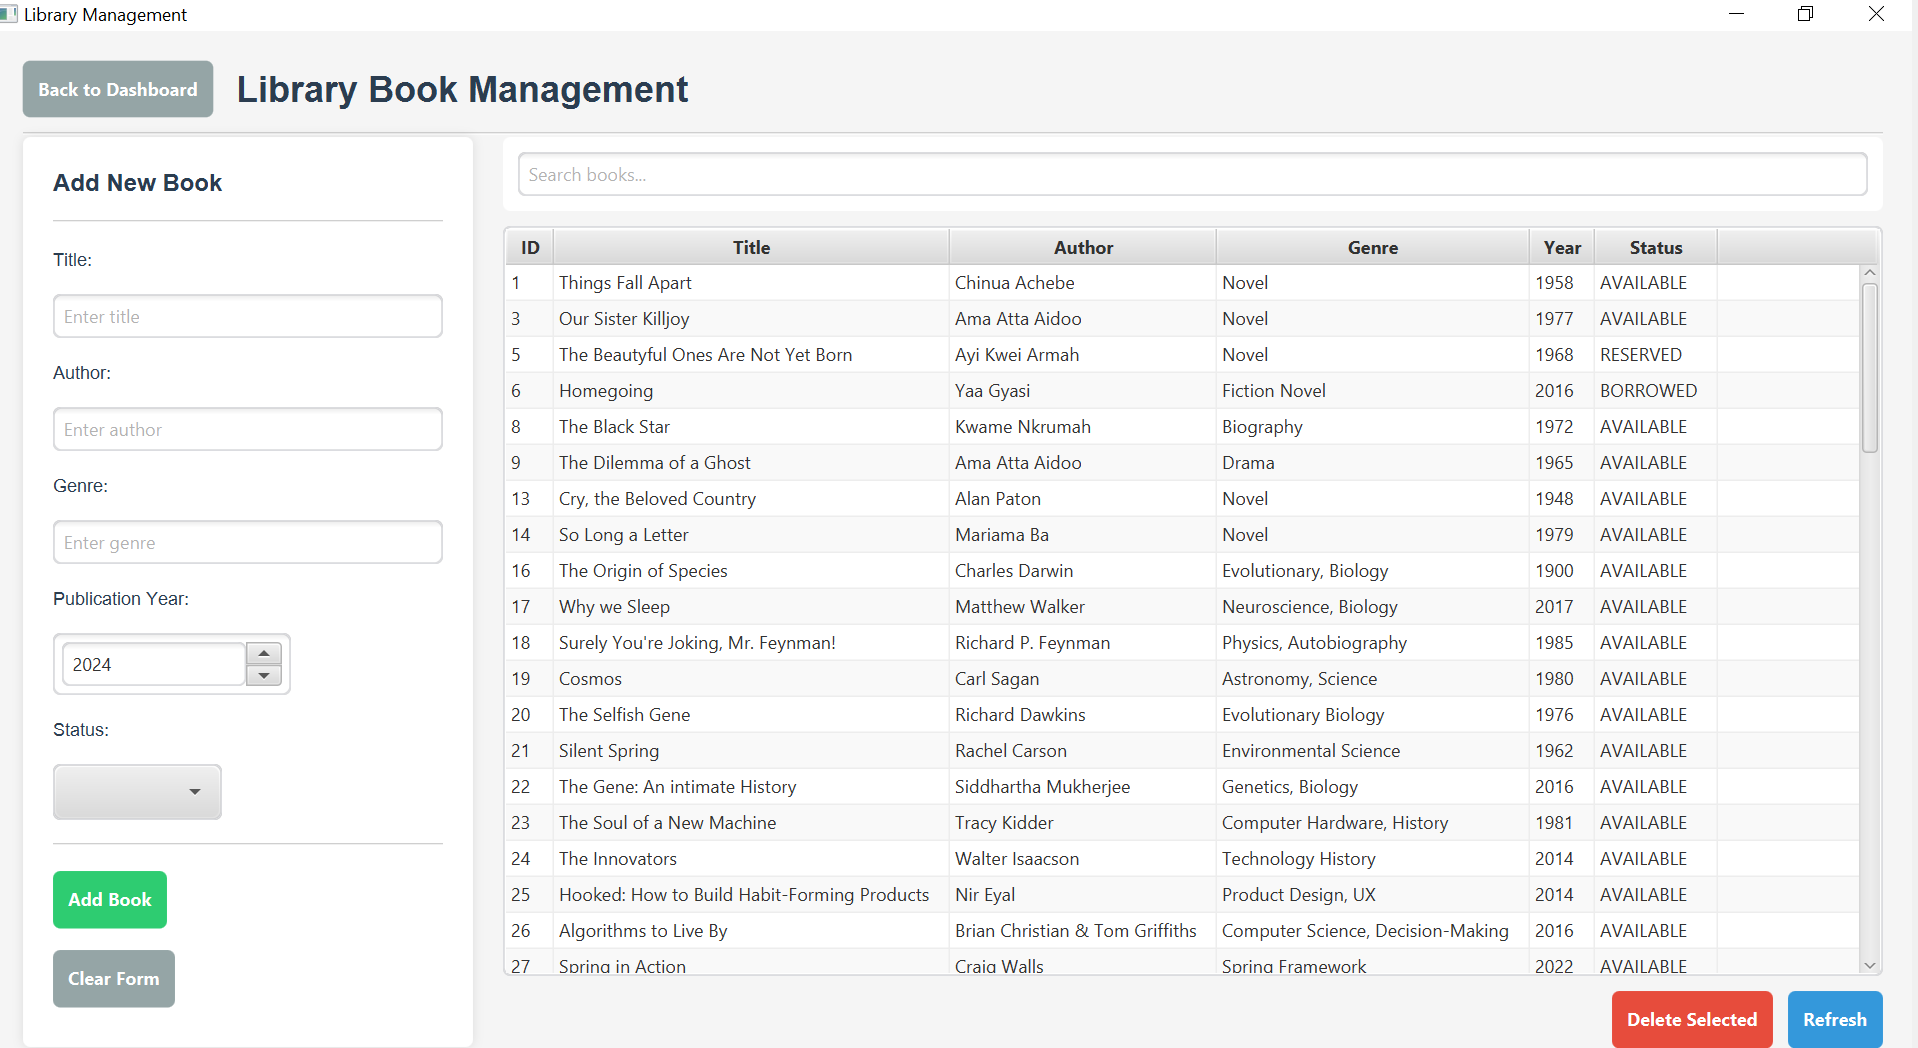 Library Management
Back to Dashboard
Library Book Management
Add New Book
Title:
Enter title
Author:
Enter author
Genre:
Enter genre
Publication Year:
2024
Status:
Add Book
Clear Form
Search books...
ID Title Author Genre Year Status
1 Things Fall Apart Chinua Achebe Novel 1958 AVAILABLE
3 Our Sister Killjoy Ama Atta Aidoo Novel 1977 AVAILABLE
5 The Beautyful Ones Are Not Yet Born Ayi Kwei Armah Novel 1968 RESERVED
6 Homegoing Yaa Gyasi Fiction Novel 2016 BORROWED
8 The Black Star Kwame Nkrumah Biography 1972 AVAILABLE
9 The Dilemma of a Ghost Ama Atta Aidoo Drama 1965 AVAILABLE
13 Cry, the Beloved Country Alan Paton Novel 1948 AVAILABLE
14 So Long a Letter Mariama Ba Novel 1979 AVAILABLE
16 The Origin of Species Charles Darwin Evolutionary, Biology 1900 AVAILABLE
17 Why we Sleep Matthew Walker Neuroscience, Biology 2017 AVAILABLE
18 Surely You're Joking, Mr. Feynman! Richard P. Feynman Physics, Autobiography 1985 AVAILABLE
19 Cosmos Carl Sagan Astronomy, Science 1980 AVAILABLE
20 The Selfish Gene Richard Dawkins Evolutionary Biology 1976 AVAILABLE
21 Silent Spring Rachel Carson Environmental Science 1962 AVAILABLE
22 The Gene: An intimate History Siddhartha Mukherjee Genetics, Biology 2016 AVAILABLE
23 The Soul of a New Machine Tracy Kidder Computer Hardware, History 1981 AVAILABLE
24 The Innovators Walter Isaacson Technology History 2014 AVAILABLE
25 Hooked: How to Build Habit-Forming Products Nir Eyal Product Design, UX 2014 AVAILABLE
26 Algorithms to Live By Brian Christian & Tom Griffiths Computer Science, Decision-Making 2016 AVAILABLE
27 Spring in Action Craig Walls Spring Framework 2022 AVAILABLE
Delete Selected
Refresh